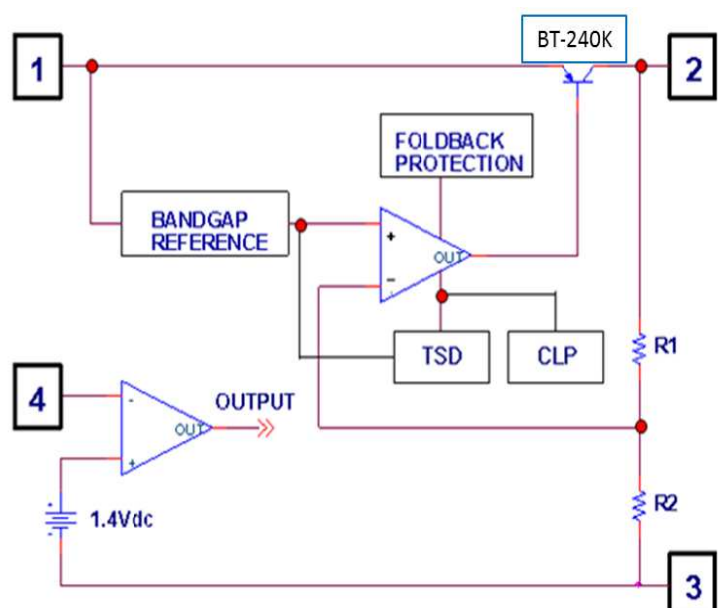 BT-240K
1
2
FOLDBACK
PROTECTION
BANDGAP
REFERENCE
+
OUT
-
TSD
CLP
R1
4
-
OUTPUT
OUT
+
R2
+
1.4Vdc
-
3